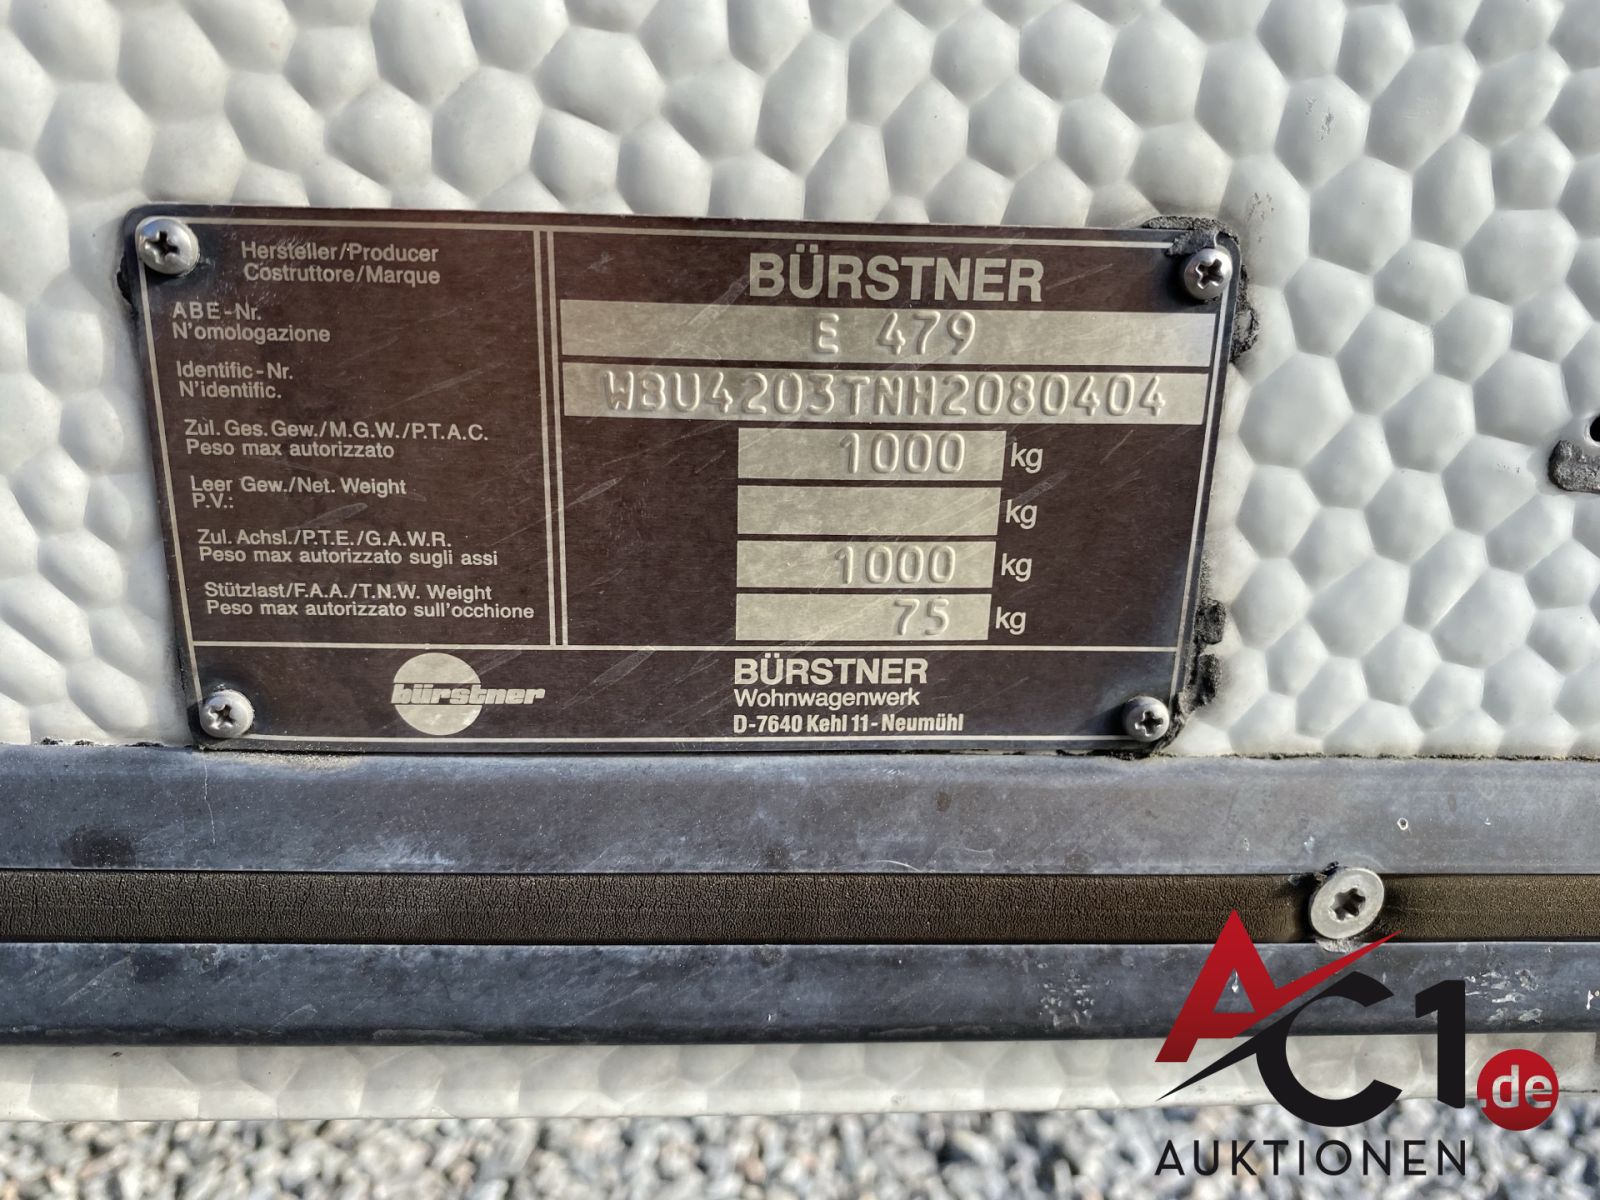 Hersteller/Producer
Costruttore/Marque
BÜRSTNER
ABE-Nr.
N'omologazione
E 479
Identific-Nr.
N'identific.
WBU4203TNH2080404
Zul. Ges. Gew./M.G.W./P.T.A.C.
Peso max autorizzato
1000 kg
Leer Gew./Net. Weight
P.V.:
kg
Zul. Achsl./P.T.E./G.A.W.R.
Peso max autorizzato sugli assi
1000 kg
Stützlast/F.A.A./T.N.W. Weight
Peso max autorizzato sull'occhione
75 kg
bürstner
BÜRSTNER
Wohnwagenwerk
D-7640 Kehl 11-Neumühl
AC1.de
AUKTIONEN